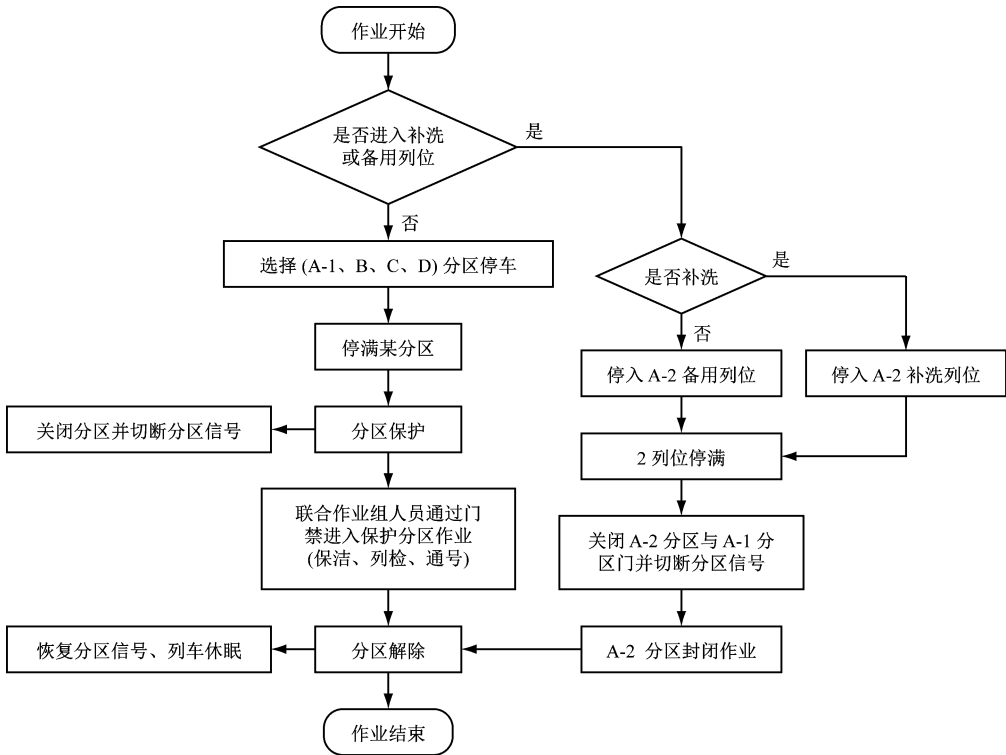 作业开始
是否进入补洗
或备用列位
是
否
选择 (A-1、B、C、D) 分区停车
是否补洗
是
否
停满某分区
停入 A-2 备用列位
停入 A-2 补洗列位
关闭分区并切断分区信号
分区保护
2 列位停满
联合作业组人员通过门
禁进入保护分区作业
(保洁、列检、通号)
关闭 A-2 分区与 A-1 分
区门并切断分区信号
恢复分区信号、列车休眠
分区解除
A-2 分区封闭作业
作业结束